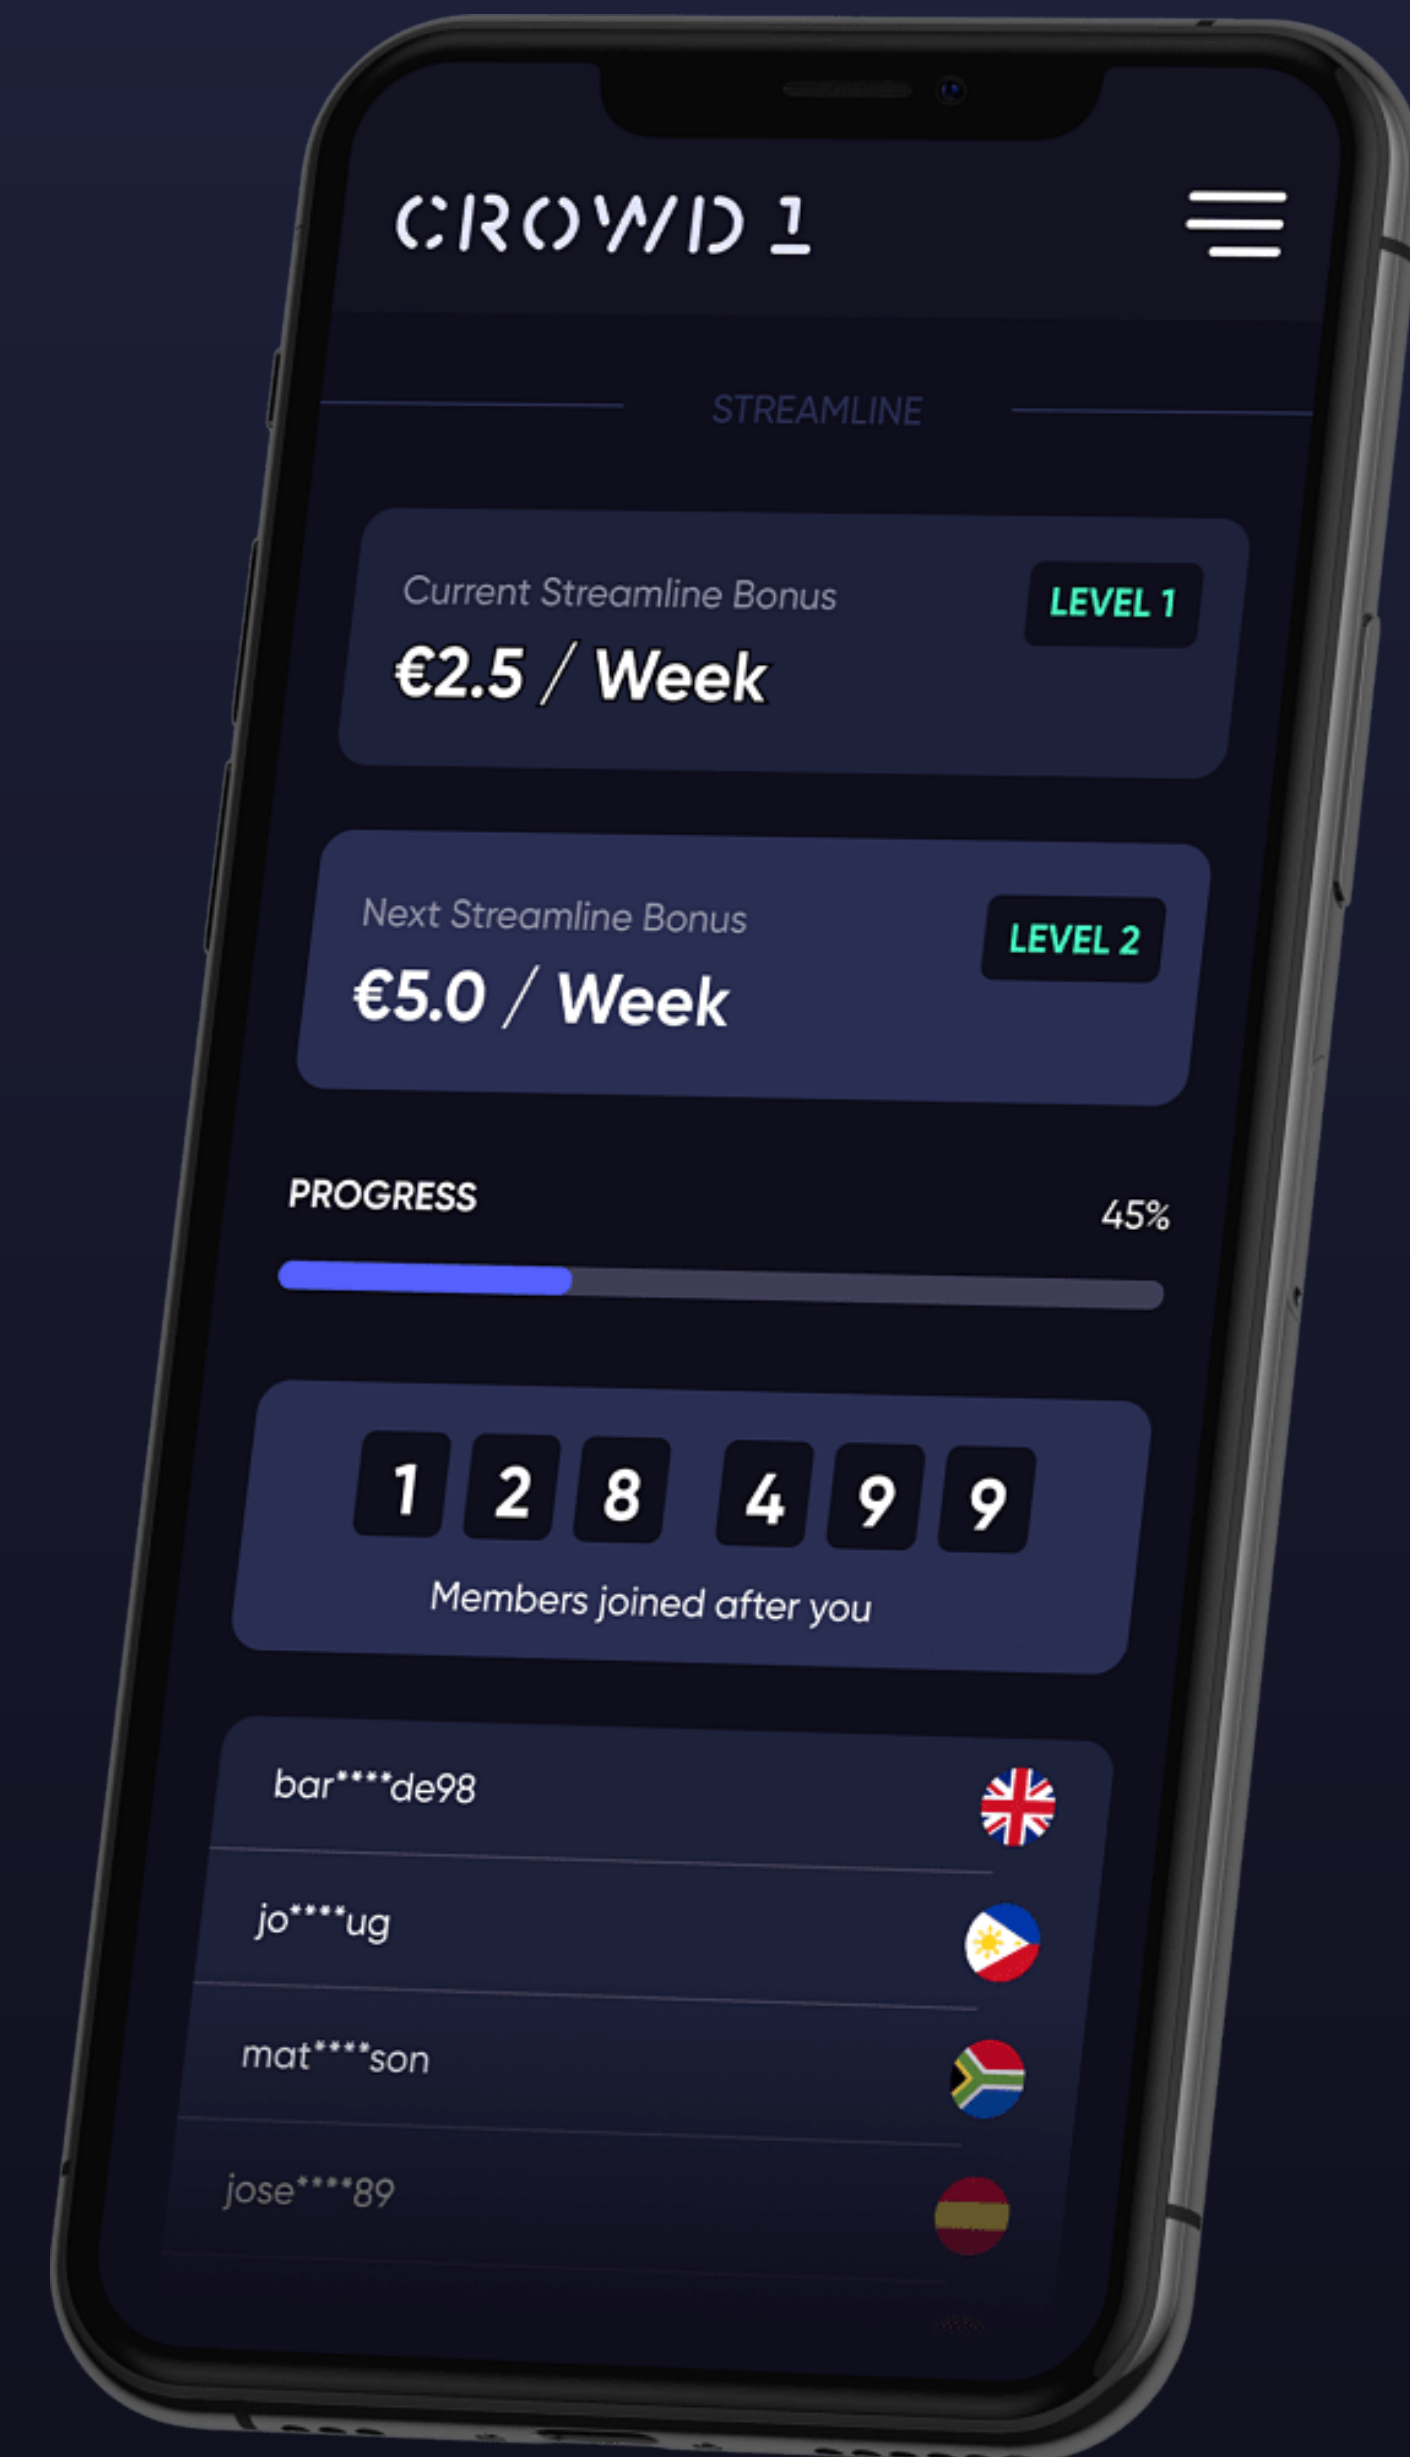 CROWD 1
STREAMLINE
Current Streamline Bonus
LEVEL 1
€2.5 / Week
Next Streamline Bonus
LEVEL 2
€5.0 / Week
PROGRESS
45%
1 2 8 4 9 9
Members joined after you
bar****de98
jo****ug
mat****son
jose****89